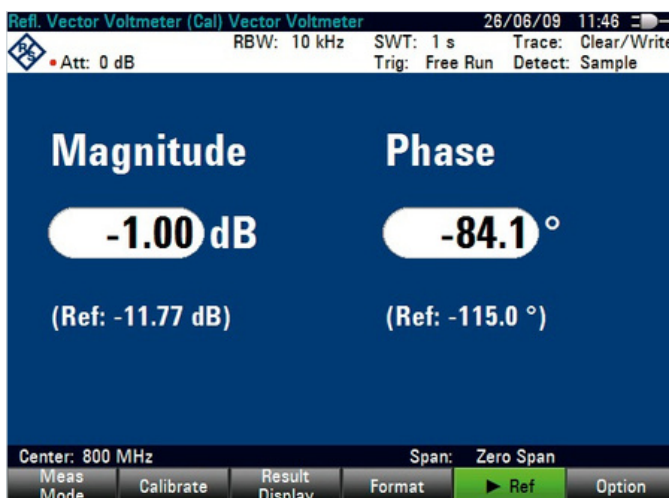 Refl. Vector Voltmeter (Cal) Vector Voltmeter 26/06/09 11:46
RBW: 10 kHz SWT: 1 s Trace: Clear/Write
• Att: 0 dB Trig: Free Run Detect: Sample
Magnitude Phase
-1.00 dB -84.1 °
(Ref: -11.77 dB) (Ref: -115.0 °)
Center: 800 MHz Span: Zero Span
Meas Mode Calibrate Result Display Format ► Ref Option